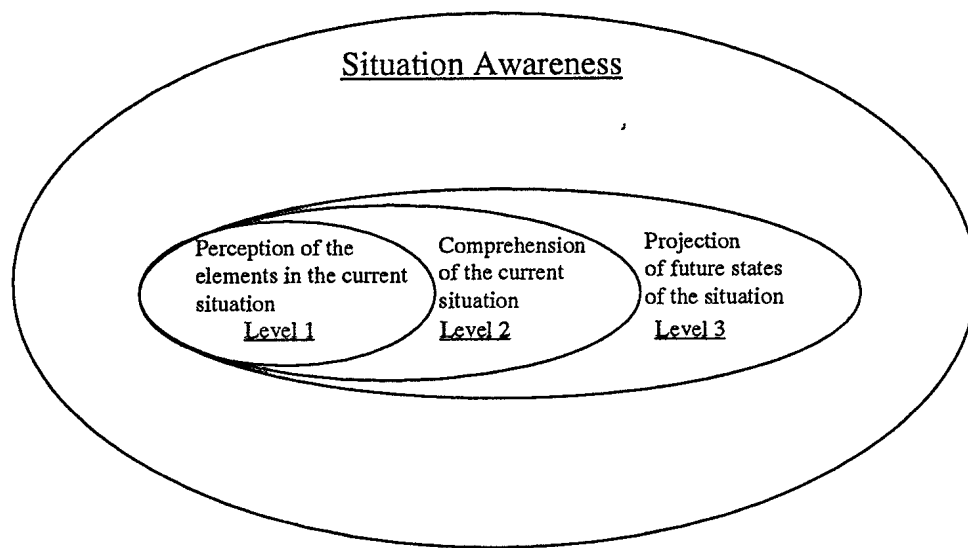 Situation Awareness
Perception of the
elements in the current
situation
Level 1
Comprehension
of the current
situation
Level 2
Projection
of future states
of the situation
Level 3